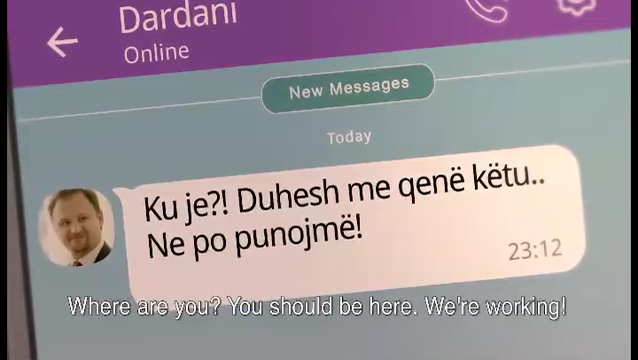 Dardani
Online
New Messages
Today
Ku je?! Duhesh me qenë këtu..
Ne po punojmë!
23:12
Where are you? You should be here. We're working!